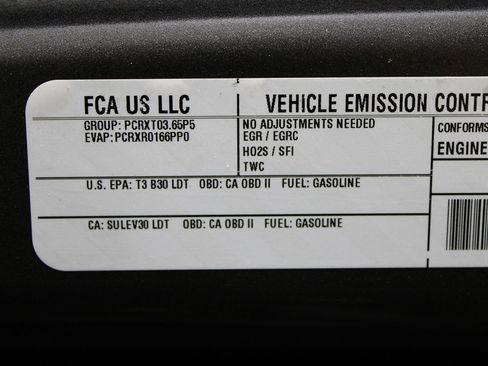 FCA US LLC
VEHICLE EMISSION CONTR
GROUP: PCRXT03.65P5
EVAP: PCRXR0166PP0
NO ADJUSTMENTS NEEDED
EGR / EGRC
HO2S / SFI
TWC
CONFORMS
ENGINE
U.S. EPA: T3 B30 LDT OBD: CA OBD II FUEL: GASOLINE
CA: SULEV30 LDT OBD: CA OBD II FUEL: GASOLINE